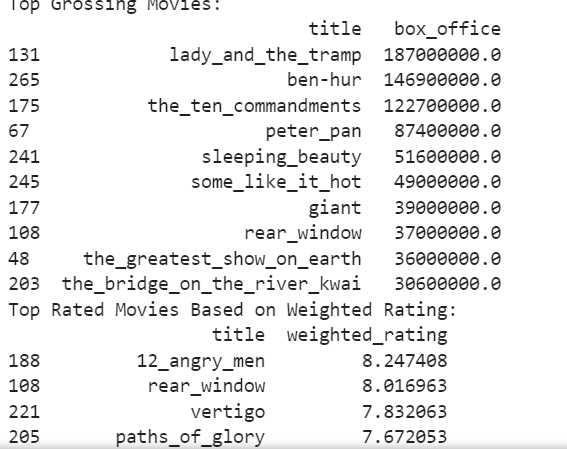 Top Grossing Movies:
title box_office
131 lady_and_the_tramp 187000000.0
265 ben-hur 146900000.0
175 the_ten_commandments 122700000.0
67 peter_pan 87400000.0
241 sleeping_beauty 51600000.0
245 some_like_it_hot 49000000.0
177 giant 39000000.0
108 rear_window 37000000.0
48 the_greatest_show_on_earth 36000000.0
203 the_bridge_on_the_river_kwai 30600000.0
Top Rated Movies Based on Weighted Rating:
title weighted_rating
188 12_angry_men 8.247408
108 rear_window 8.016963
221 vertigo 7.832063
205 paths_of_glory 7.672053